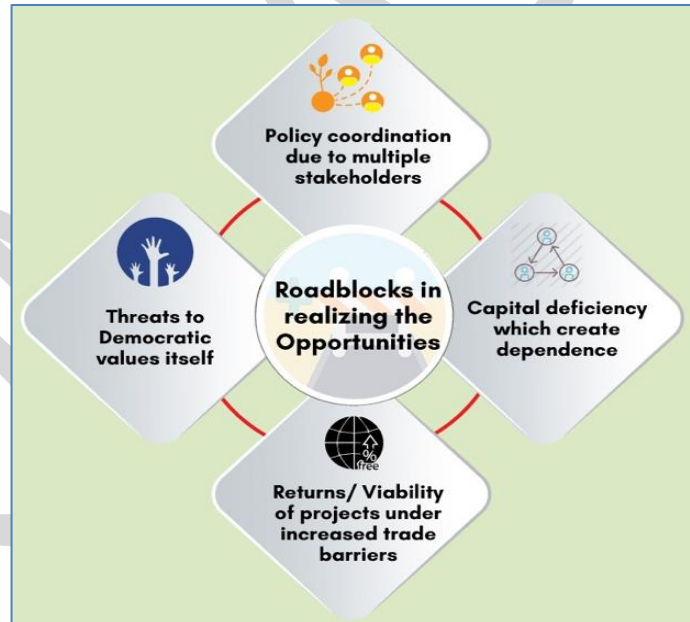 Policy coordination
due to multiple
stakeholders
Roadblocks in
realizing the
Opportunities
Threats to
Democratic
values itself
Capital deficiency
which create
dependence
%
free
Returns/ Viability
of projects under
increased trade
barriers